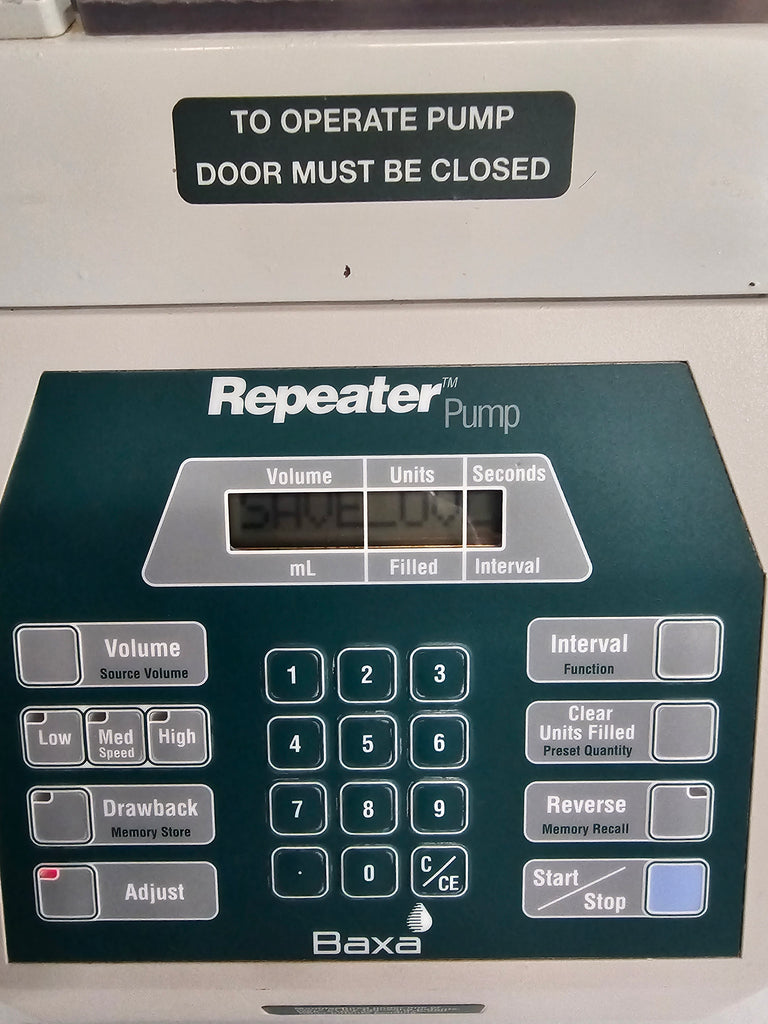 TO OPERATE PUMP
DOOR MUST BE CLOSED
Repeater™ Pump
Volume Units Seconds
SAVE
mL Filled Interval
Volume
Source Volume
Interval
Function
1 2 3
Low Med High
Speed
Clear
Units Filled
Preset Quantity
4 5 6
Drawback
Memory Store
Reverse
Memory Recall
7 8 9
Adjust
Start / Stop
. 0 C/CE
Baxa